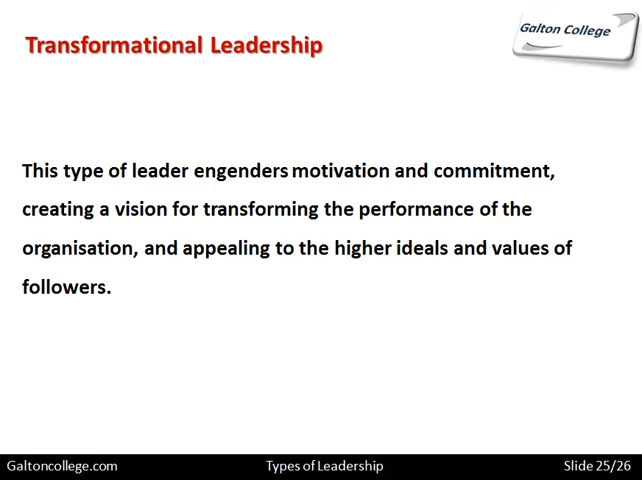 Transformational Leadership
Galton College
This type of leader engenders motivation and commitment,
creating a vision for transforming the performance of the
organisation, and appealing to the higher ideals and values of
followers.
Galtoncollege.com
Types of Leadership
Slide 25/26